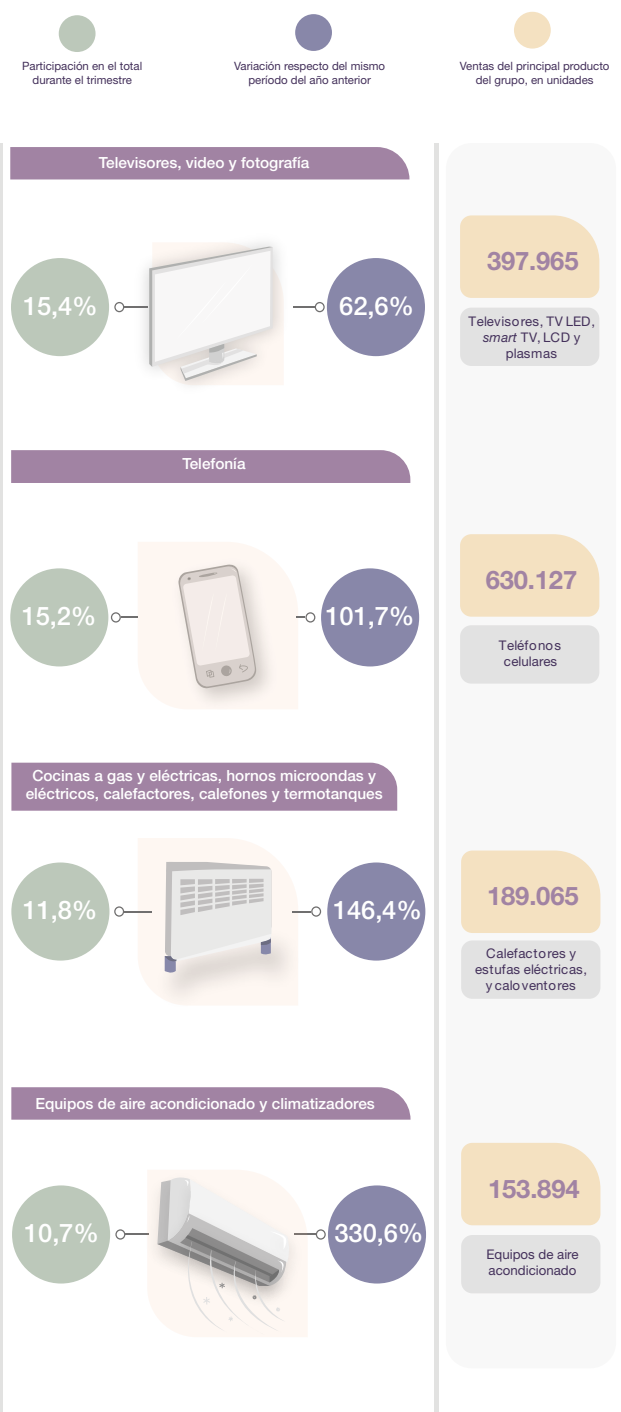 Participación en el total
durante el trimestre
Variación respecto del mismo
período del año anterior
Ventas del principal producto
del grupo, en unidades
Televisores, video y fotografía
15,4%
62,6%
397.965
Televisores, TV LED,
smart TV, LCD y
plasmas
Telefonía
15,2%
101,7%
630.127
Teléfonos
celulares
Cocinas a gas y eléctricas, hornos microondas y
eléctricos, calefactores, calefones y termotanques
11,8%
146,4%
189.065
Calefactores y
estufas eléctricas,
y caloventores
Equipos de aire acondicionado y climatizadores
10,7%
330,6%
153.894
Equipos de aire
acondicionado